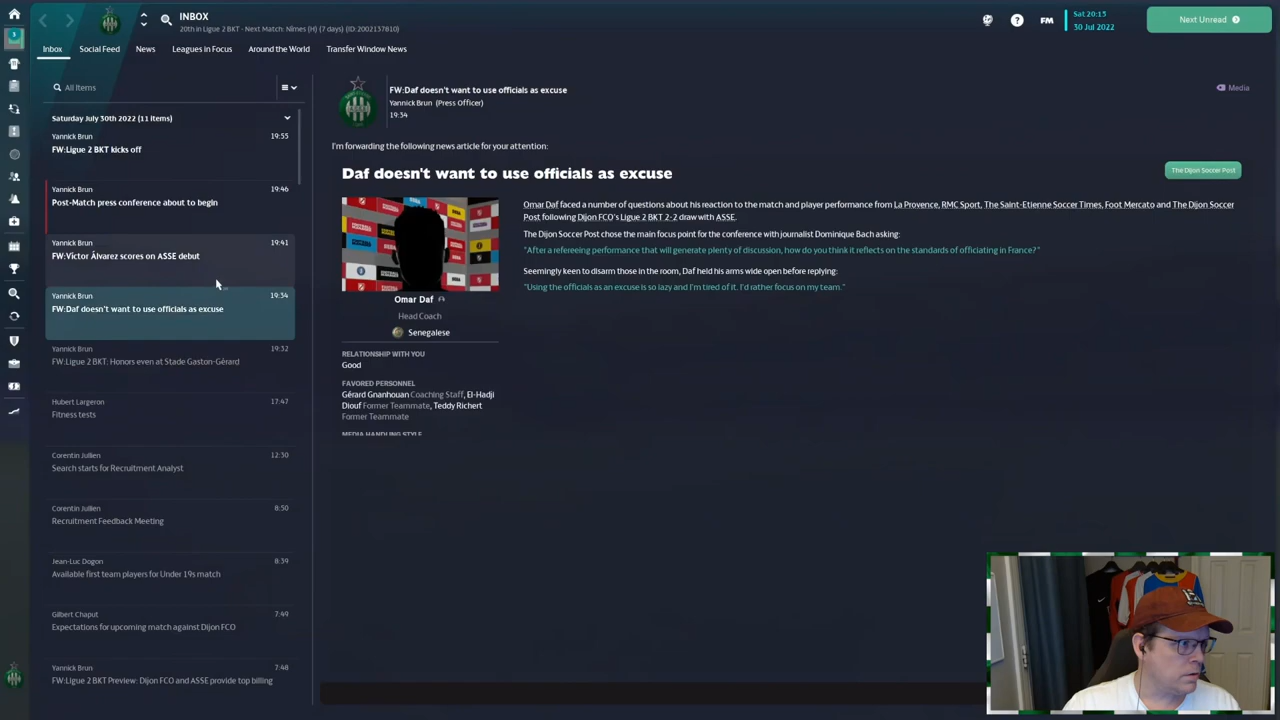 INBOX
20th in Ligue 2 BKT - Next Match: Nîmes (H) (7 days) (ID:2002137810)
FM
Sat 20:15
30 Jul 2022
Next Unread
Inbox
Social Feed
News
Leagues in Focus
Around the World
Transfer Window News
All Items
Saturday July 30th 2022 (11 items)
Yannick Brun 19:55
FW:Ligue 2 BKT kicks off
Yannick Brun 19:46
Post-Match press conference about to begin
Yannick Brun 19:41
FW:Víctor Álvarez scores on ASSE debut
Yannick Brun 19:34
FW:Daf doesn't want to use officials as excuse
Yannick Brun 19:32
FW:Ligue 2 BKT: Honors even at Stade Gaston-Gérard
Hubert Largeron 17:47
Fitness tests
Corentin Jullien 12:30
Search starts for Recruitment Analyst
Corentin Jullien 8:50
Recruitment Feedback Meeting
Jean-Luc Dogon 8:39
Available first team players for Under 19s match
Gilbert Chaput 7:49
Expectations for upcoming match against Dijon FCO
Yannick Brun 7:48
FW:Ligue 2 BKT Preview: Dijon FCO and ASSE provide top billing
FW:Daf doesn't want to use officials as excuse
Yannick Brun (Press Officer)
19:34
Media
I'm forwarding the following news article for your attention:
Daf doesn't want to use officials as excuse
The Dijon Soccer Post
Omar Daf faced a number of questions about his reaction to the match and player performance from La Provence, RMC Sport, The Saint-Etienne Soccer Times, Foot Mercato and The Dijon Soccer
Post following Dijon FCO's Ligue 2 BKT 2-2 draw with ASSE.
The Dijon Soccer Post chose the main focus point for the conference with journalist Dominique Bach asking:
"After a refereeing performance that will generate plenty of discussion, how do you think it reflects on the standards of officiating in France?"
Seemingly keen to disarm those in the room, Daf held his arms wide open before replying:
"Using the officials as an excuse is so lazy and I'm tired of it. I'd rather focus on my team."
Omar Daf
Head Coach
Senegalese
RELATIONSHIP WITH YOU
Good
FAVORED PERSONNEL
Gérard Gnanhouan Coaching Staff, El-Hadji
Diouf Former Teammate, Teddy Richert
Former Teammate
MEDIA HANDLING STYLE